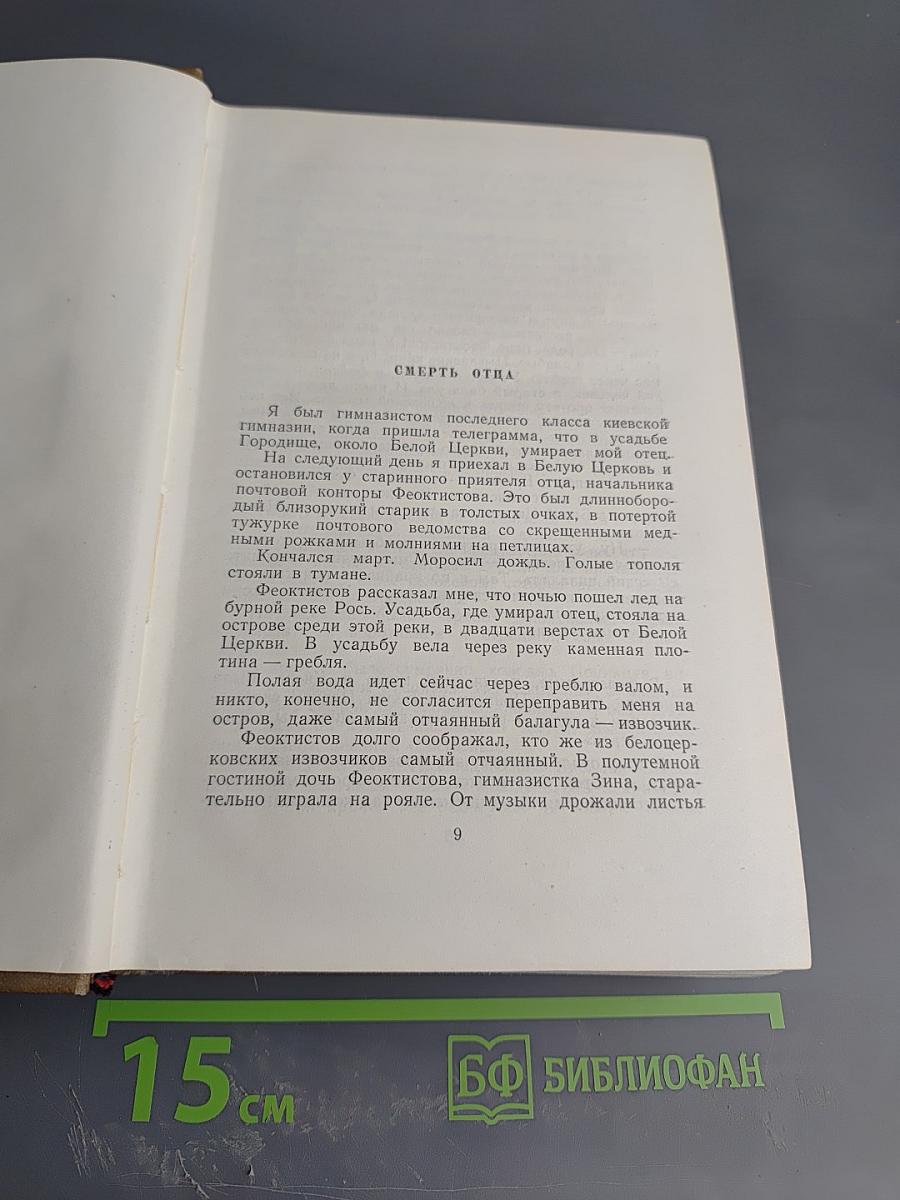 СМЕРТЬ ОТЦА
Я был гимназистом последнего класса киевской
гимназии, когда пришла телеграмма, что в усадьбе
Городище, около Белой Церкви, умирает мой отец.
На следующий день я приехал в Белую Церковь и
остановился у старинного приятеля отца, начальника
почтовой конторы Феоктистова. Это был длинноборо-
дый близорукий старик в толстых очках, в потертой
тужурке почтового ведомства со скрещенными мед-
ными рожками и молниями на петлицах.
Кончался март. Моросил дождь. Голые тополя
стояли в тумане.
Феоктистов рассказал мне, что ночью пошел лед на
бурной реке Рось. Усадьба, где умирал отец, стояла на
острове среди этой реки, в двадцати верстах от Белой
Церкви. В усадьбу вела через реку каменная пло-
тина — гребля.
Полая вода идет сейчас через греблю валом, и
никто, конечно, не согласится переправить меня на
остров, даже самый отчаянный балагула — извозчик.
Феоктистов долго соображал, кто же из белоцер-
ковских извозчиков самый отчаянный. В полутемной
гостиной дочь Феоктистова, гимназистка Зина, стара-
тельно играла на рояле. От музыки дрожали листья
9
15 см
БФ БИБЛИОФАН